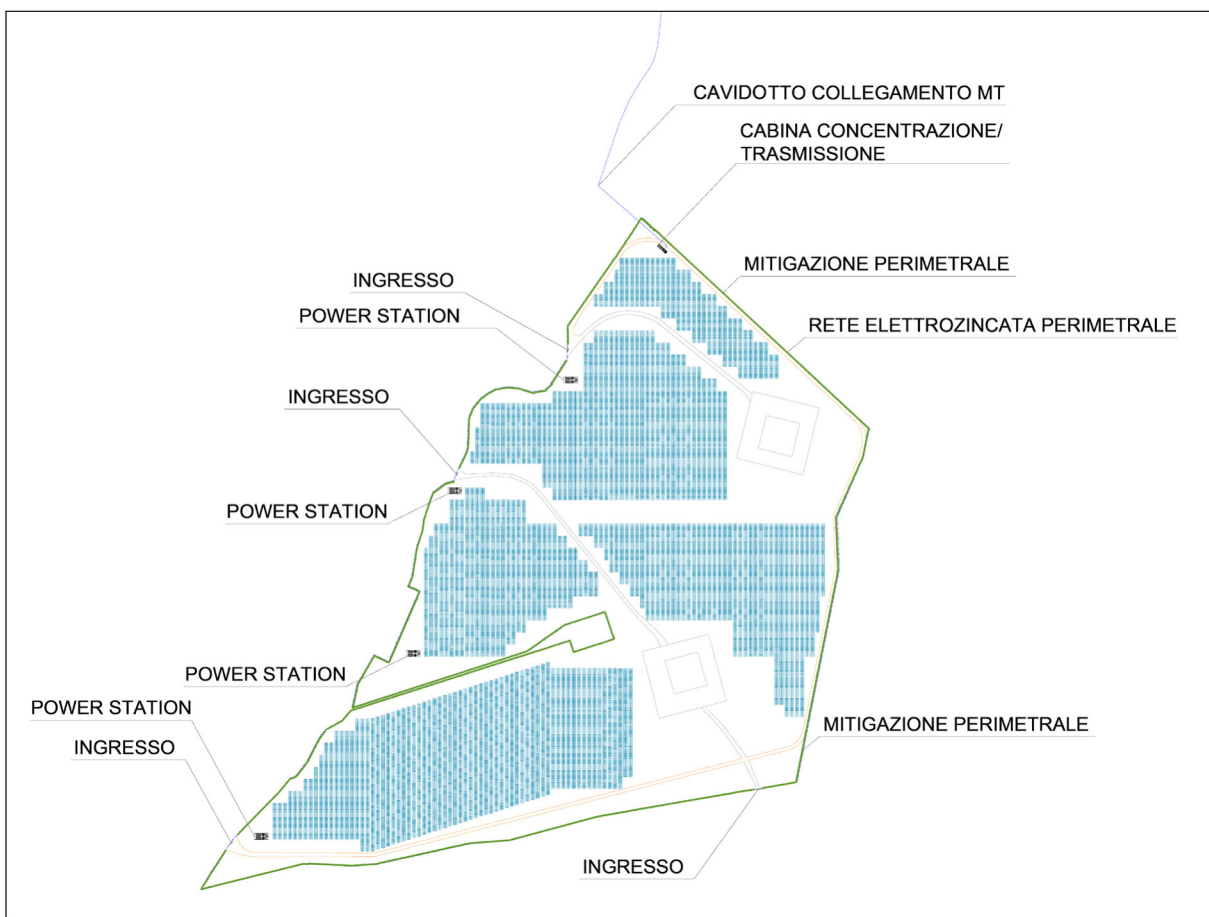 CAVIDOTTO COLLEGAMENTO MT
CABINA CONCENTRAZIONE/
TRASMISSIONE
MITIGAZIONE PERIMETRALE
INGRESSO
POWER STATION
RETE ELETTROZINCATA PERIMETRALE
INGRESSO
POWER STATION
POWER STATION
POWER STATION
INGRESSO
MITIGAZIONE PERIMETRALE
INGRESSO